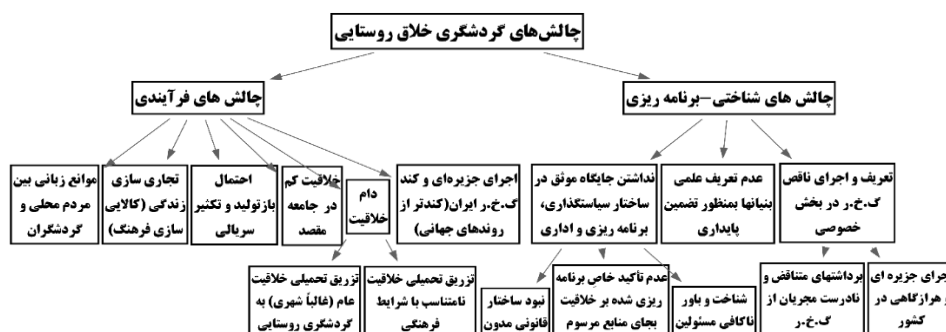 چالش‌های گردشگری خلاق روستایی
چالش های شناختی–برنامه ریزی
چالش های فرآیندی
تعریف و اجرای ناقص
گ.خ.ر در بخش
خصوصی
عدم تعریف علمی
بنیانها بمنظور تضمین
پایداری
نداشتن جایگاه موثق در
ساختار سیاستگذاری،
برنامه ریزی و اداری
اجرای جزیره‌ای و کند
گ.خ.ر ایران(کندتر از
روندهای جهانی)
دام
خلاقیت
خلاقیت کم
در جامعه
مقصد
احتمال
بازتولید و تکثیر
سریالی
تجاری سازی
زندگی (کالایی
سازی فرهنگ)
موانع زبانی بین
مردم محلی و
گردشگران
جرای جزیره ای
و هرازگاهی در
کشور
برداشتهای متناقض و
نادرست مجریان از
گ.خ.ر
شناخت و باور
ناکافی مسئولین
عدم تأکید خاص برنامه
ریزی شده بر خلاقیت
بجای منابع مرسوم
نبود ساختار
قانونی مدون
تزریق تحمیلی خلاقیت
نامتناسب با شرایط
فرهنگی
تزریق تحمیلی خلاقیت
عام (غالباً شهری) به
گردشگری روستایی